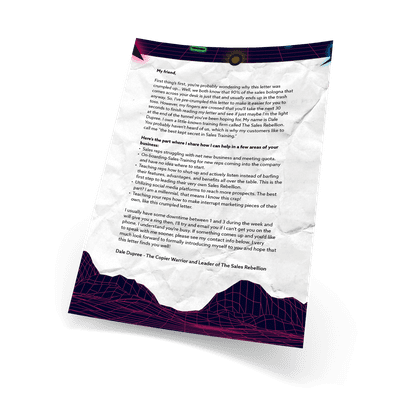 My friend,
First thing's first, you're probably wondering why this letter was
crumpled up... Well, we both know that 90% of the sales bologna that
comes across your desk is just that and usually ends up in the trash
anyway. So, I've pre-crumpled this letter to make it easier for you to
toss. However, my fingers are crossed that you'll take the next 30
seconds to finish reading my letter and see if just maybe I'm the light
at the end of the tunnel you've been hoping for. My name is Dale
Dupree, I own a little-known training firm called The Sales Rebellion.
You probably haven't heard of us, which is why my customers like to
call me "the best kept secret in Sales Training."
Here's the part where I share how I can help in a few areas of your
business:
• Sales reps struggling with net new business and meeting quota.
• On-boarding Sales Training for new reps coming into the company
and have no idea where to start.
• Teaching reps how to shut up and actively listen instead of barfing
their features, advantages, and benefits all over the table. This is the
first step to leading their very own Sales Rebellion.
• Utilizing social media platforms to reach more prospects. The best
part? I am a millennial, that means I know this crap!
• Teaching your reps how to make interrupt marketing pieces of their
own, like this crumpled letter.
I usually have some downtime between 1 and 3 during the week and
will give you a ring then, I'll try and email you if I can't get you on the
phone. I understand you're busy. If something comes up and you'd like
to speak with me sooner, please see my contact info below. I very
much look forward to formally introducing myself to you and hope that
this letter finds you well!
Dale Dupree - The Copier Warrior and Leader of The Sales Rebellion